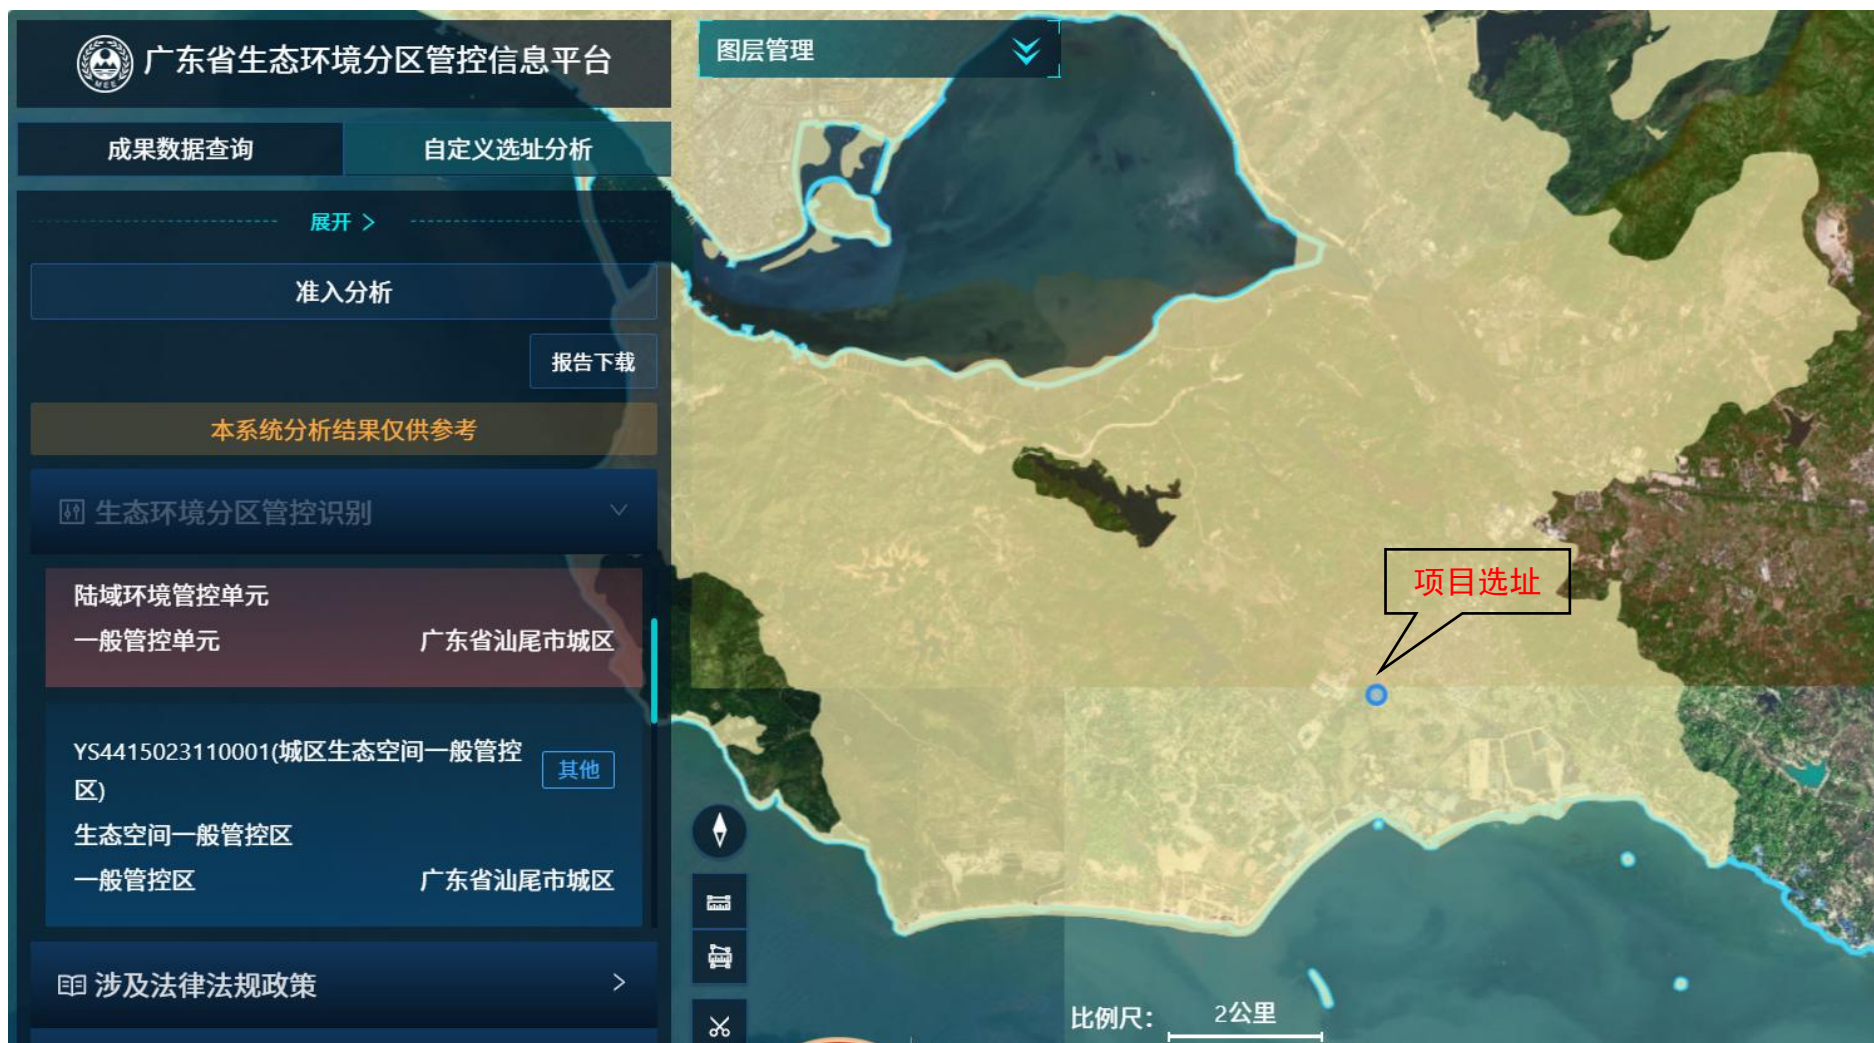 广东省生态环境分区管控信息平台
MEE
图层管理
成果数据查询
自定义选址分析
展开 >
准入分析
报告下载
本系统分析结果仅供参考
生态环境分区管控识别
陆域环境管控单元
一般管控单元 广东省汕尾市城区
YS4415023110001(城区生态空间一般管控
区)
其他
生态空间一般管控区
一般管控区 广东省汕尾市城区
涉及法律法规政策
项目选址
比例尺： 2公里